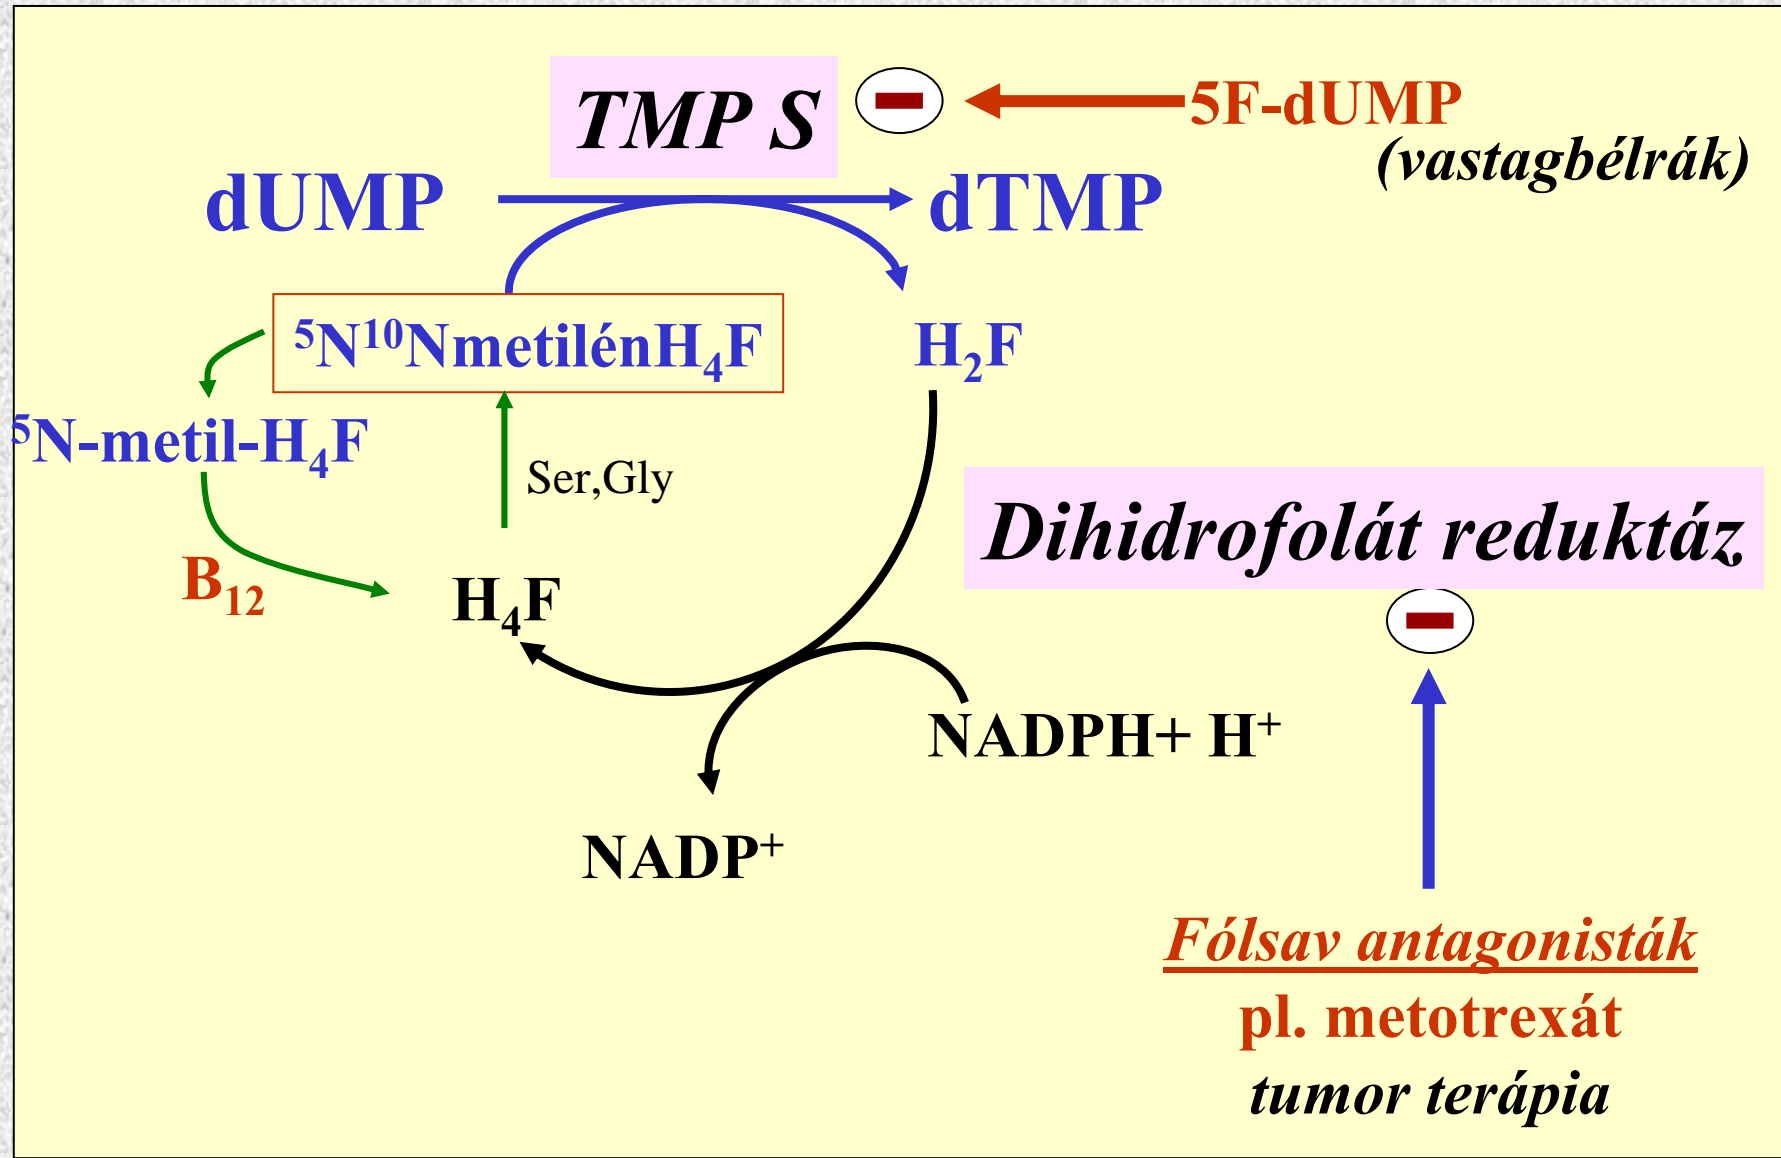 TMP S
5F-dUMP
(vastagbélrák)
dUMP
dTMP
⁵N¹⁰NmetilénH₄F
H₂F
⁵N-metil-H₄F
Ser,Gly
Dihidrofolát reduktáz
B₁₂
H₄F
NADPH+ H⁺
NADP⁺
Fólsav antagonisták
pl. metotrexát
tumor terápia